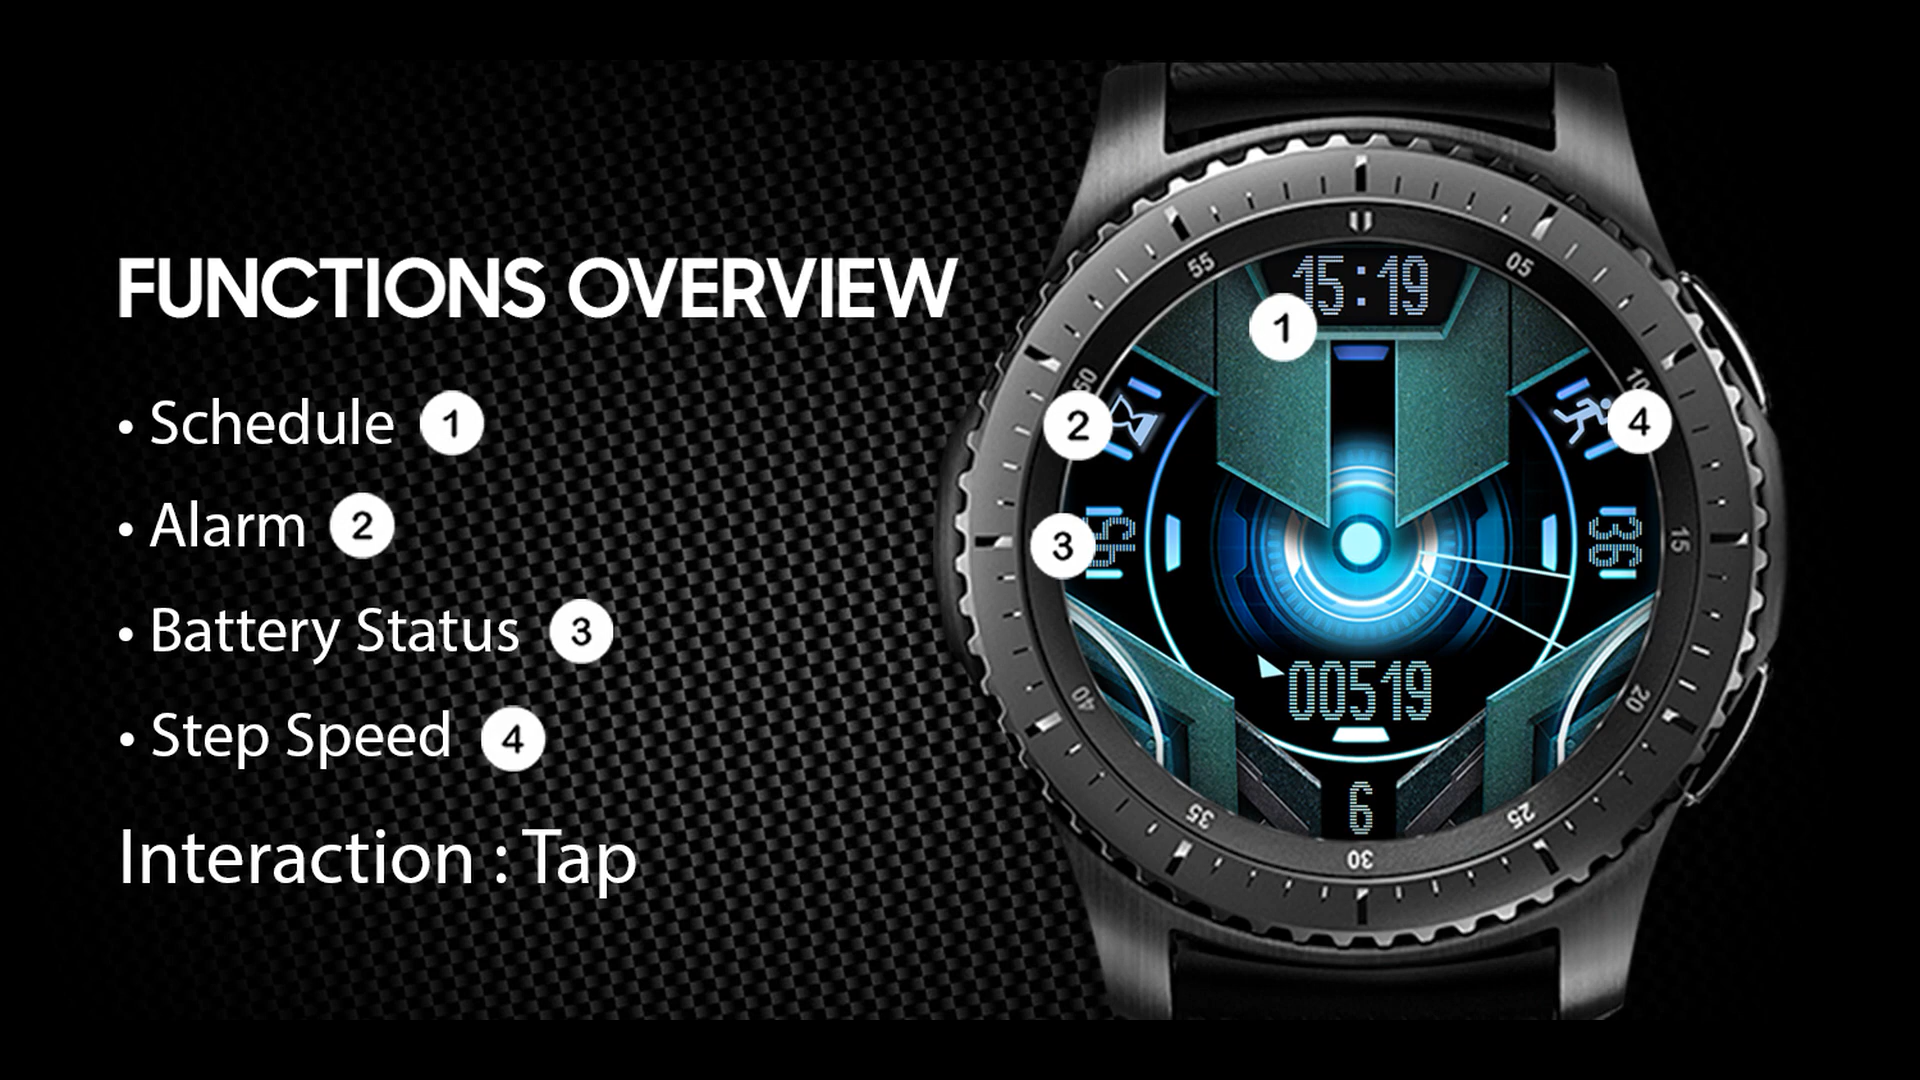 FUNCTIONS OVERVIEW
• Schedule 1
• Alarm 2
• Battery Status 3
• Step Speed 4
Interaction : Tap
55
05
15:19
1
50
10
2
4
3
15
40
20
00519
35
25
6
30